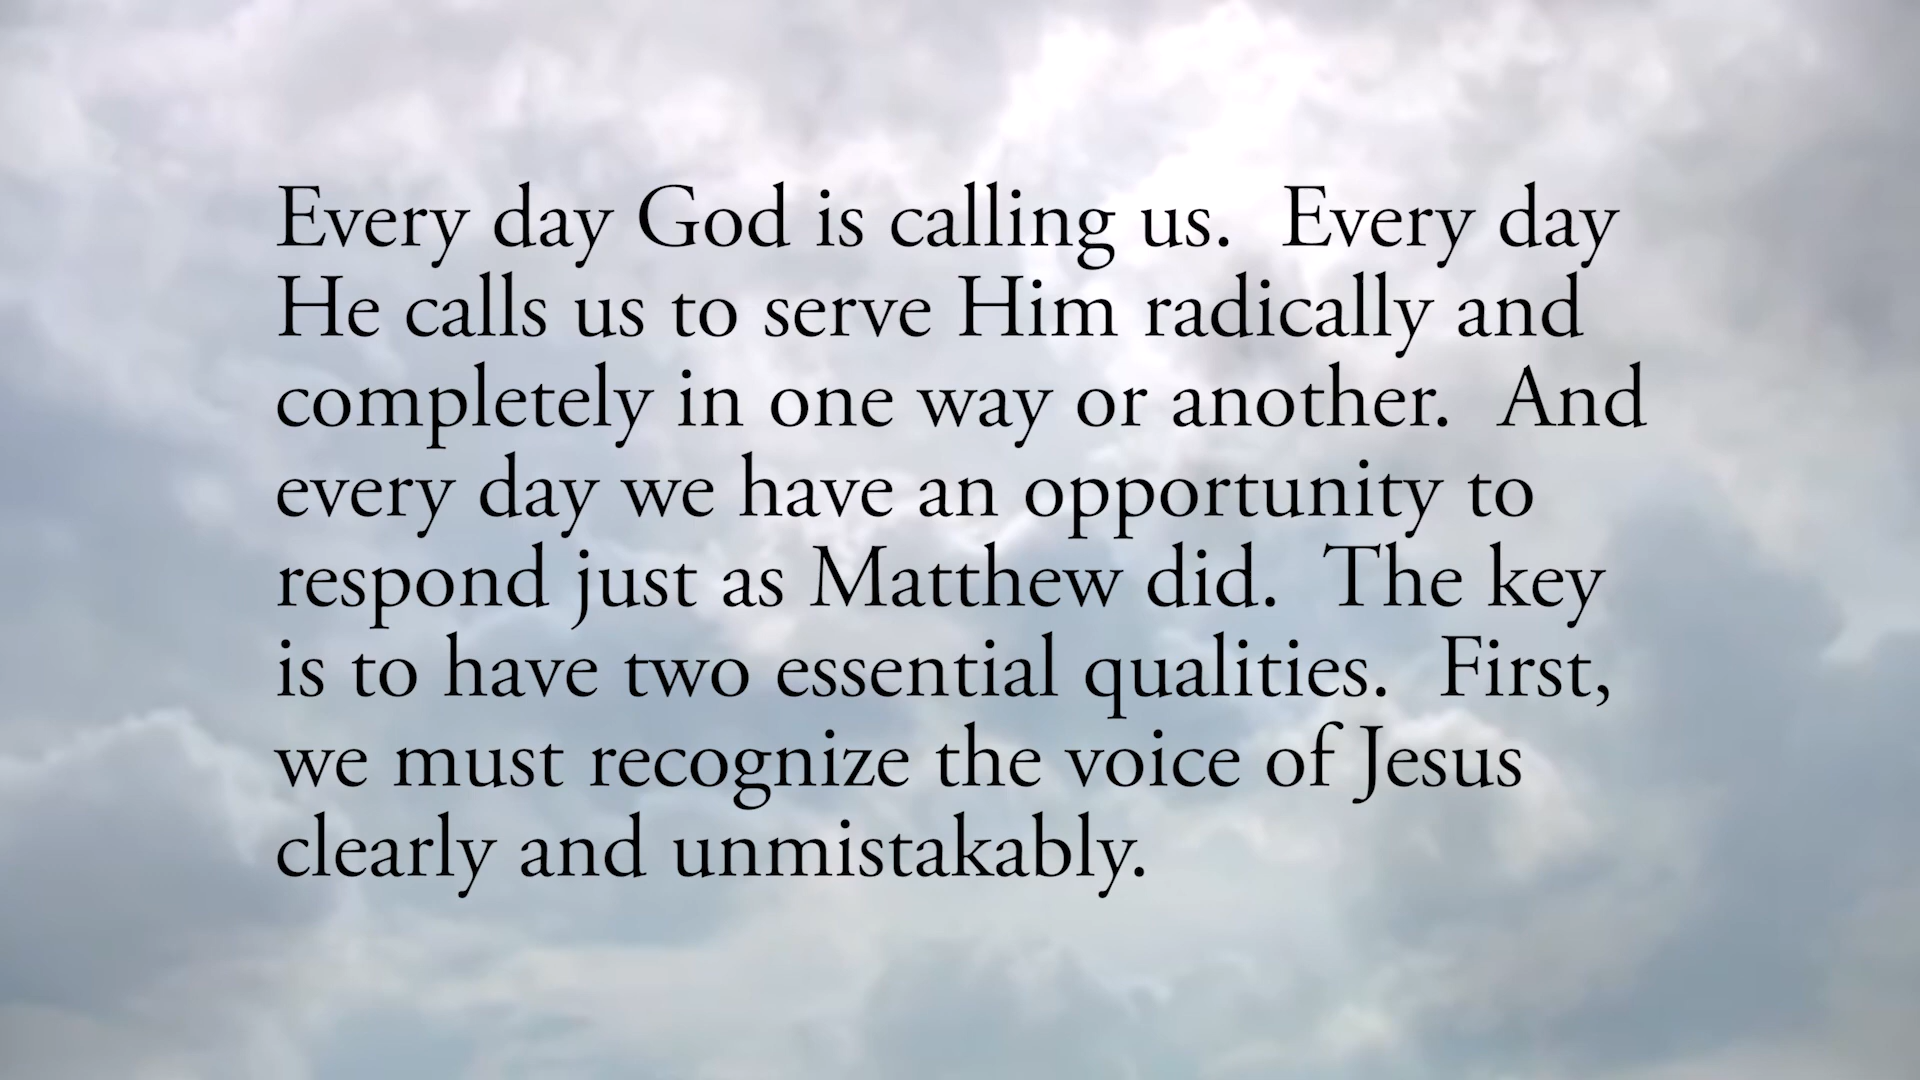 Every day God is calling us.  Every day
He calls us to serve Him radically and
completely in one way or another.  And
every day we have an opportunity to
respond just as Matthew did.  The key
is to have two essential qualities.  First,
we must recognize the voice of Jesus
clearly and unmistakably.